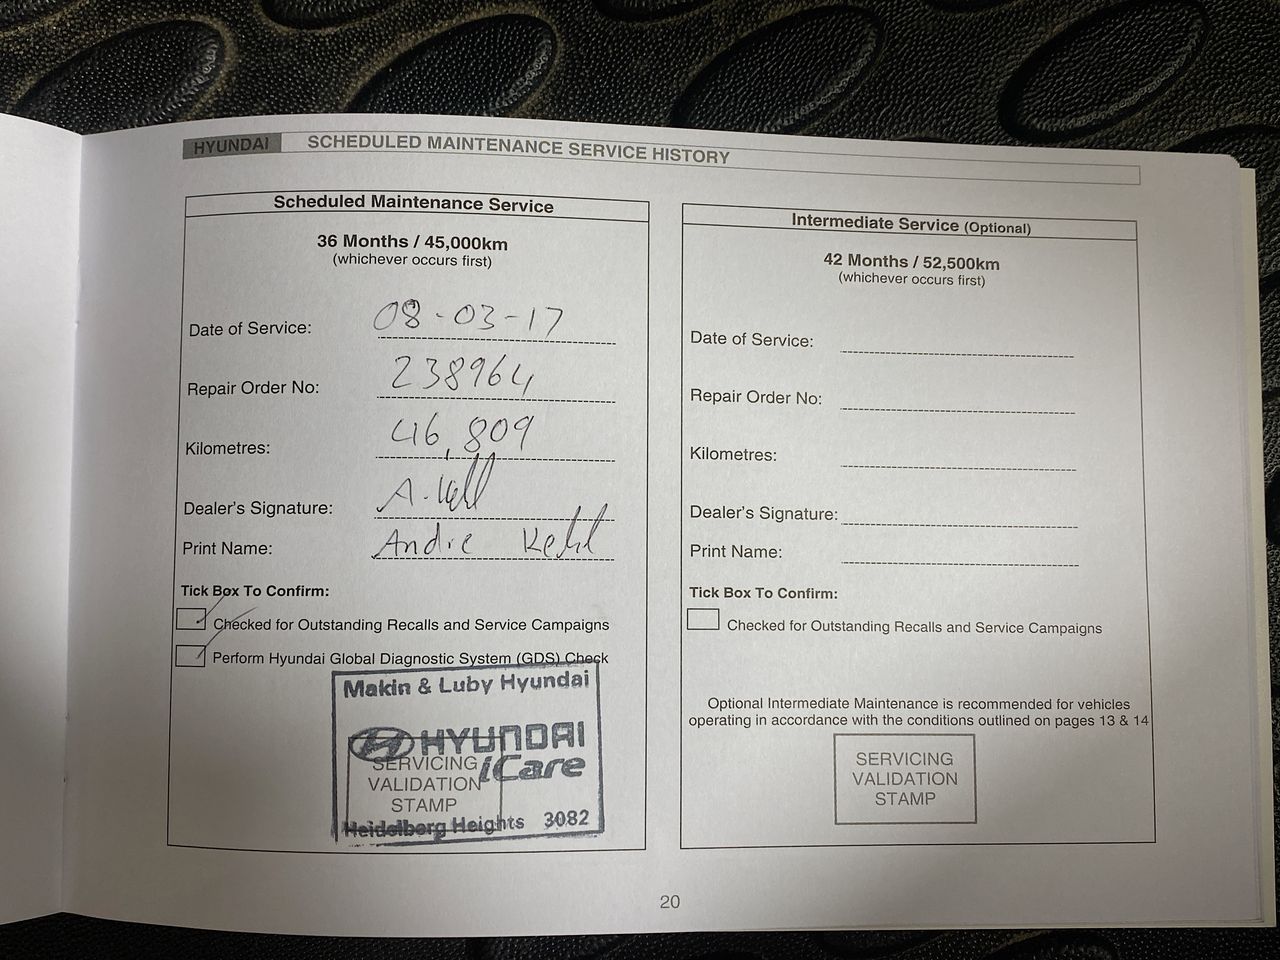 HYUNDAI SCHEDULED MAINTENANCE SERVICE HISTORY
Scheduled Maintenance Service
36 Months / 45,000km
(whichever occurs first)
Date of Service: 08-03-17
Repair Order No: 238964
Kilometres: 46,809
Dealer's Signature: A. Kehl
Print Name: Andre Kehl
Tick Box To Confirm:
Checked for Outstanding Recalls and Service Campaigns
Perform Hyundai Global Diagnostic System (GDS) Check
Makin & Luby Hyundai
HYUNDAI
iCare
SERVICING
VALIDATION
STAMP
Heidelberg Heights 3082
Intermediate Service (Optional)
42 Months / 52,500km
(whichever occurs first)
Date of Service:
Repair Order No:
Kilometres:
Dealer's Signature:
Print Name:
Tick Box To Confirm:
Checked for Outstanding Recalls and Service Campaigns
Optional Intermediate Maintenance is recommended for vehicles
operating in accordance with the conditions outlined on pages 13 & 14
SERVICING
VALIDATION
STAMP
20